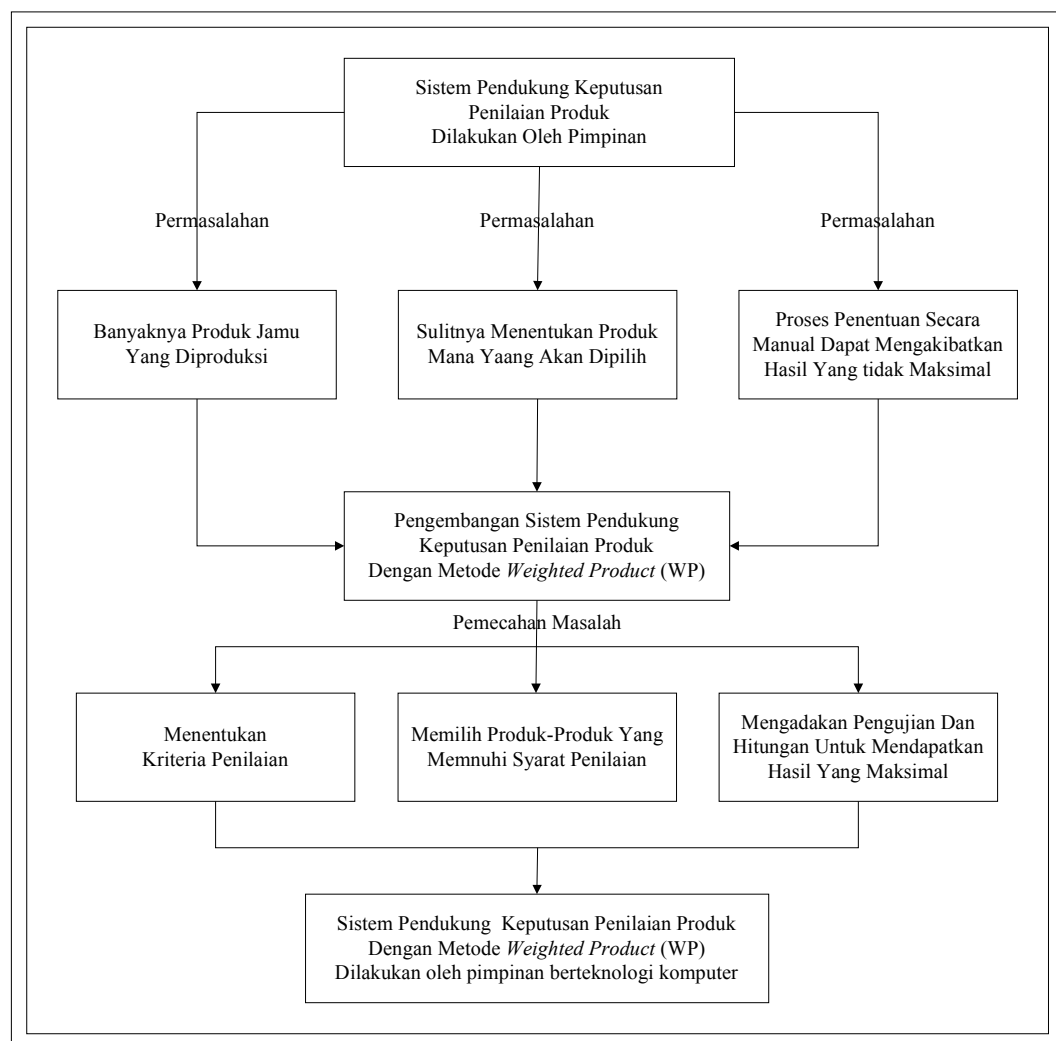 Sistem Pendukung Keputusan
Penilaian Produk
Dilakukan Oleh Pimpinan
Permasalahan
Permasalahan
Permasalahan
Banyaknya Produk Jamu
Yang Diproduksi
Sulitnya Menentukan Produk
Mana Yaang Akan Dipilih
Proses Penentuan Secara
Manual Dapat Mengakibatkan
Hasil Yang tidak Maksimal
Pengembangan Sistem Pendukung
Keputusan Penilaian Produk
Dengan Metode Weighted Product (WP)
Pemecahan Masalah
Menentukan
Kriteria Penilaian
Memilih Produk-Produk Yang
Memnuhi Syarat Penilaian
Mengadakan Pengujian Dan
Hitungan Untuk Mendapatkan
Hasil Yang Maksimal
Sistem Pendukung Keputusan Penilaian Produk
Dengan Metode Weighted Product (WP)
Dilakukan oleh pimpinan berteknologi komputer